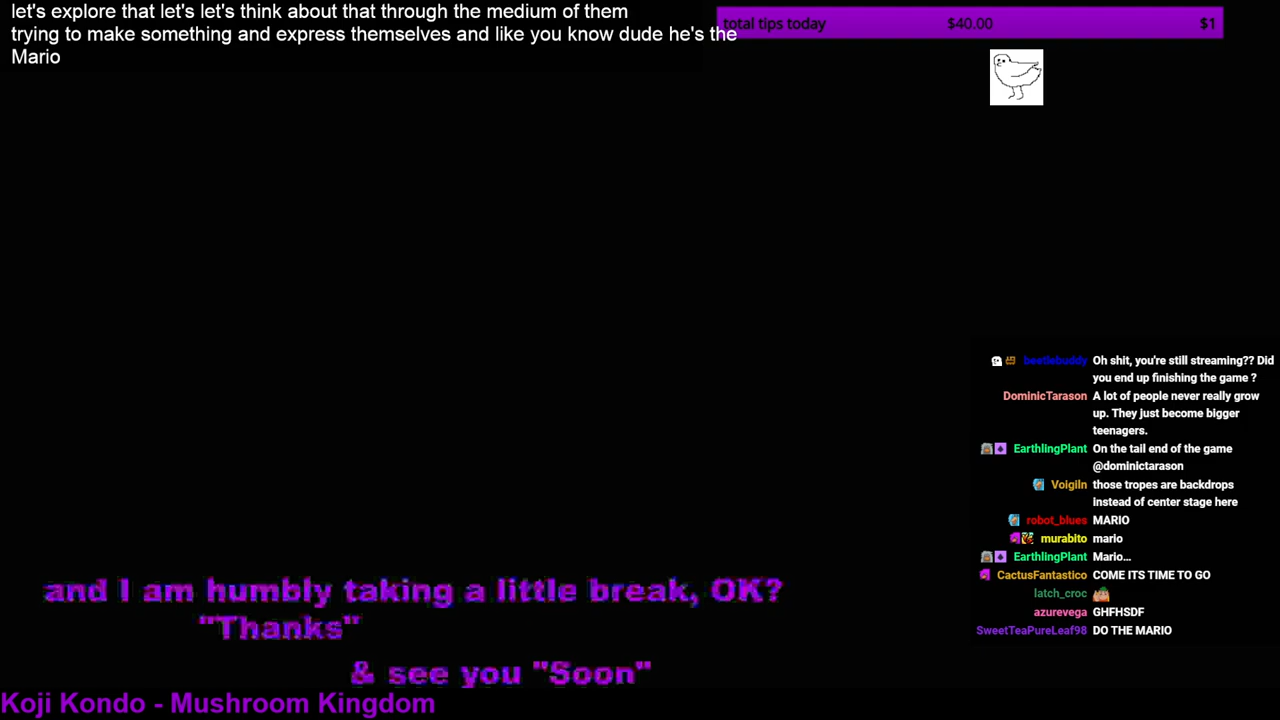 let's explore that let's let's think about that through the medium of them
trying to make something and express themselves and like you know dude he's the
Mario
total tips today $40.00 $1
beetlebuddy Oh shit, you're still streaming?? Did
you end up finishing the game ?
DominicTarason A lot of people never really grow
up. They just become bigger
teenagers.
EarthlingPlant On the tail end of the game
@dominictarason
Voigiln those tropes are backdrops
instead of center stage here
robot_blues MARIO
murabito mario
EarthlingPlant Mario...
CactusFantastico COME ITS TIME TO GO
latch_croc
azurevega GHFHSDF
SweetTeaPureLeaf98 DO THE MARIO
and I am humbly taking a little break, OK?
"Thanks"
& see you "Soon"
Koji Kondo - Mushroom Kingdom